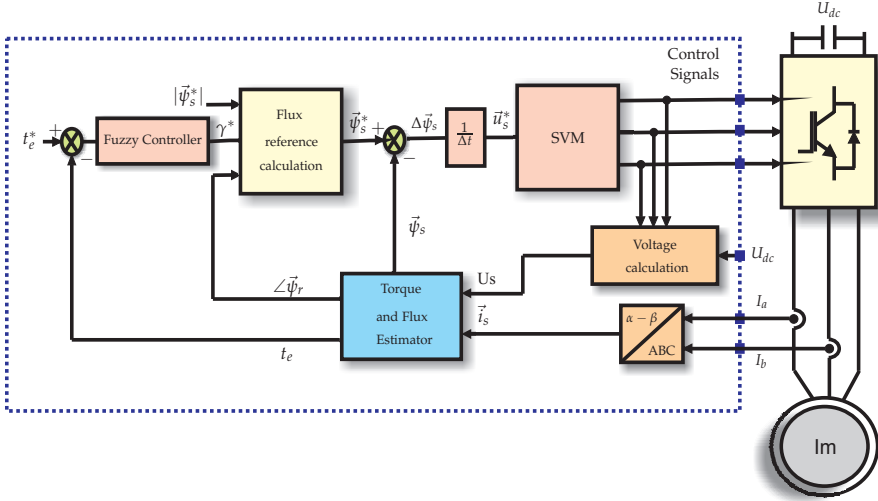 U_dc
Control
Signals
|ψ⃗_s^*|
t_e^*
+
−
Fuzzy Controller
γ^*
Flux
reference
calculation
ψ⃗_s^*
+
−
Δψ⃗_s
1/Δt
u⃗_s^*
SVM
ψ⃗_s
Voltage
calculation
U_dc
∠ψ⃗_r
Torque
and Flux
Estimator
Us
i⃗_s
α − β
ABC
I_a
I_b
t_e
Im